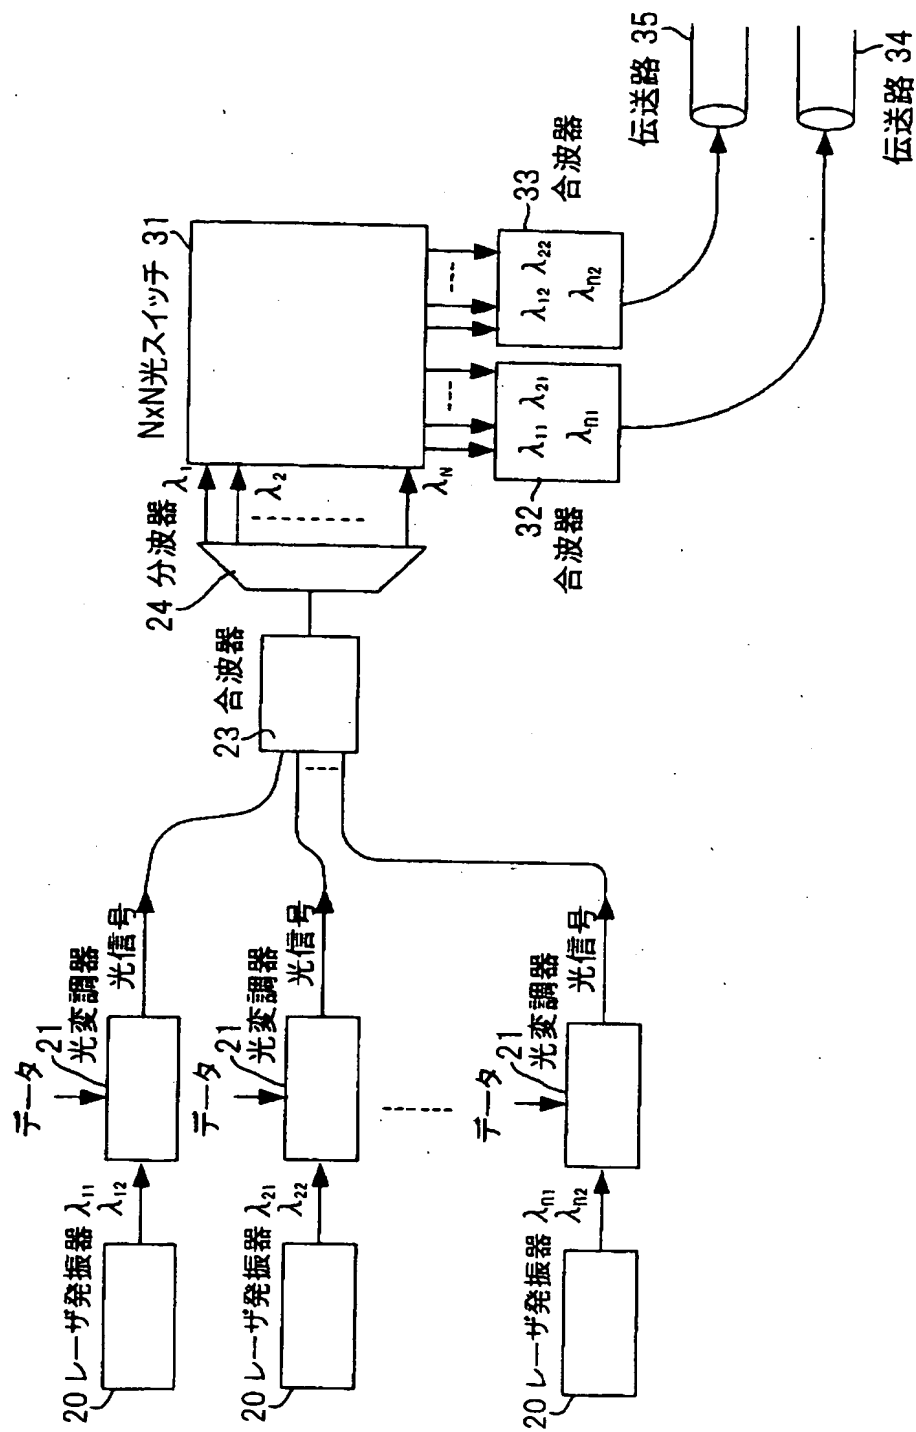 20 レーザ発振器 λ11
λ12
データ
21
光変調器
光信号
20 レーザ発振器 λ21
λ22
データ
21
光変調器
光信号
20 レーザ発振器 λn1
λn2
データ
21
光変調器
光信号
23 合波器
24 分波器
λ1
λ2
λN
NxN光スイッチ 31
λ11 λ21
λn1
32
合波器
λ12 λ22
λn2
33
合波器
伝送路 35
伝送路 34